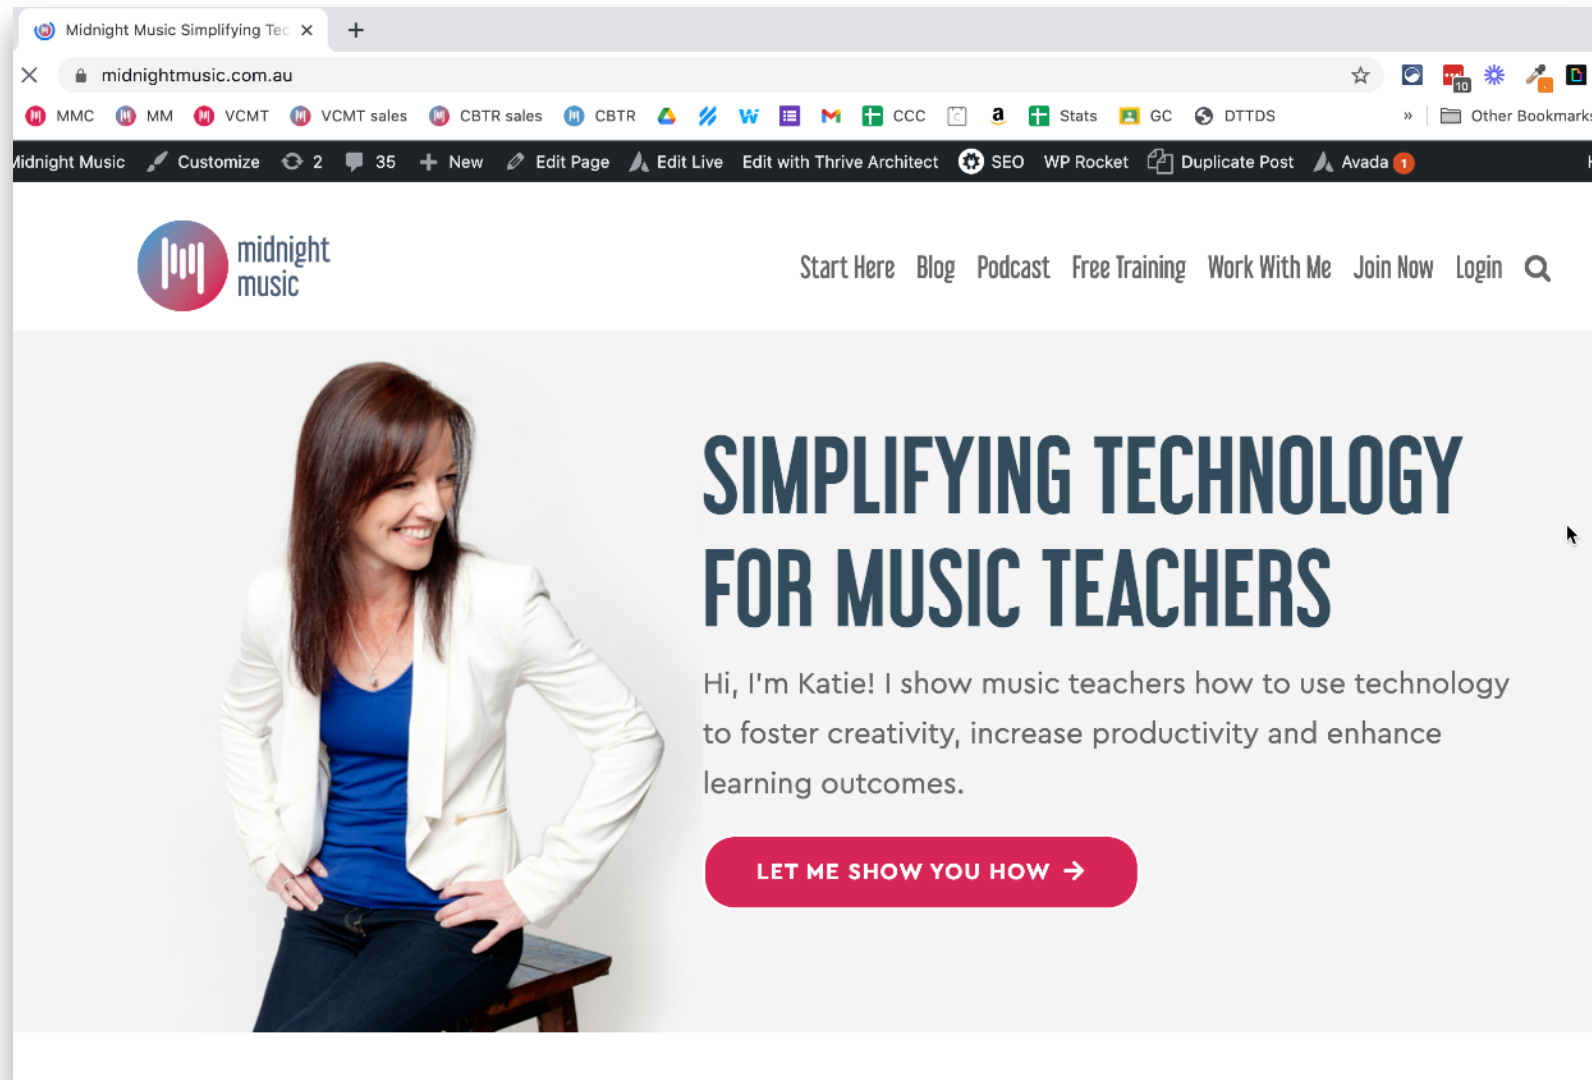 Midnight Music Simplifying Tec
midnightmusic.com.au
10
MMC MM VCMT VCMT sales CBTR sales CBTR CCC Stats GC DTTDS » Other Bookmarks
Midnight Music Customize 2 35 New Edit Page Edit Live Edit with Thrive Architect SEO WP Rocket Duplicate Post Avada 1
midnight
music
Start Here Blog Podcast Free Training Work With Me Join Now Login
SIMPLIFYING TECHNOLOGY
FOR MUSIC TEACHERS
Hi, I'm Katie! I show music teachers how to use technology
to foster creativity, increase productivity and enhance
learning outcomes.
LET ME SHOW YOU HOW →